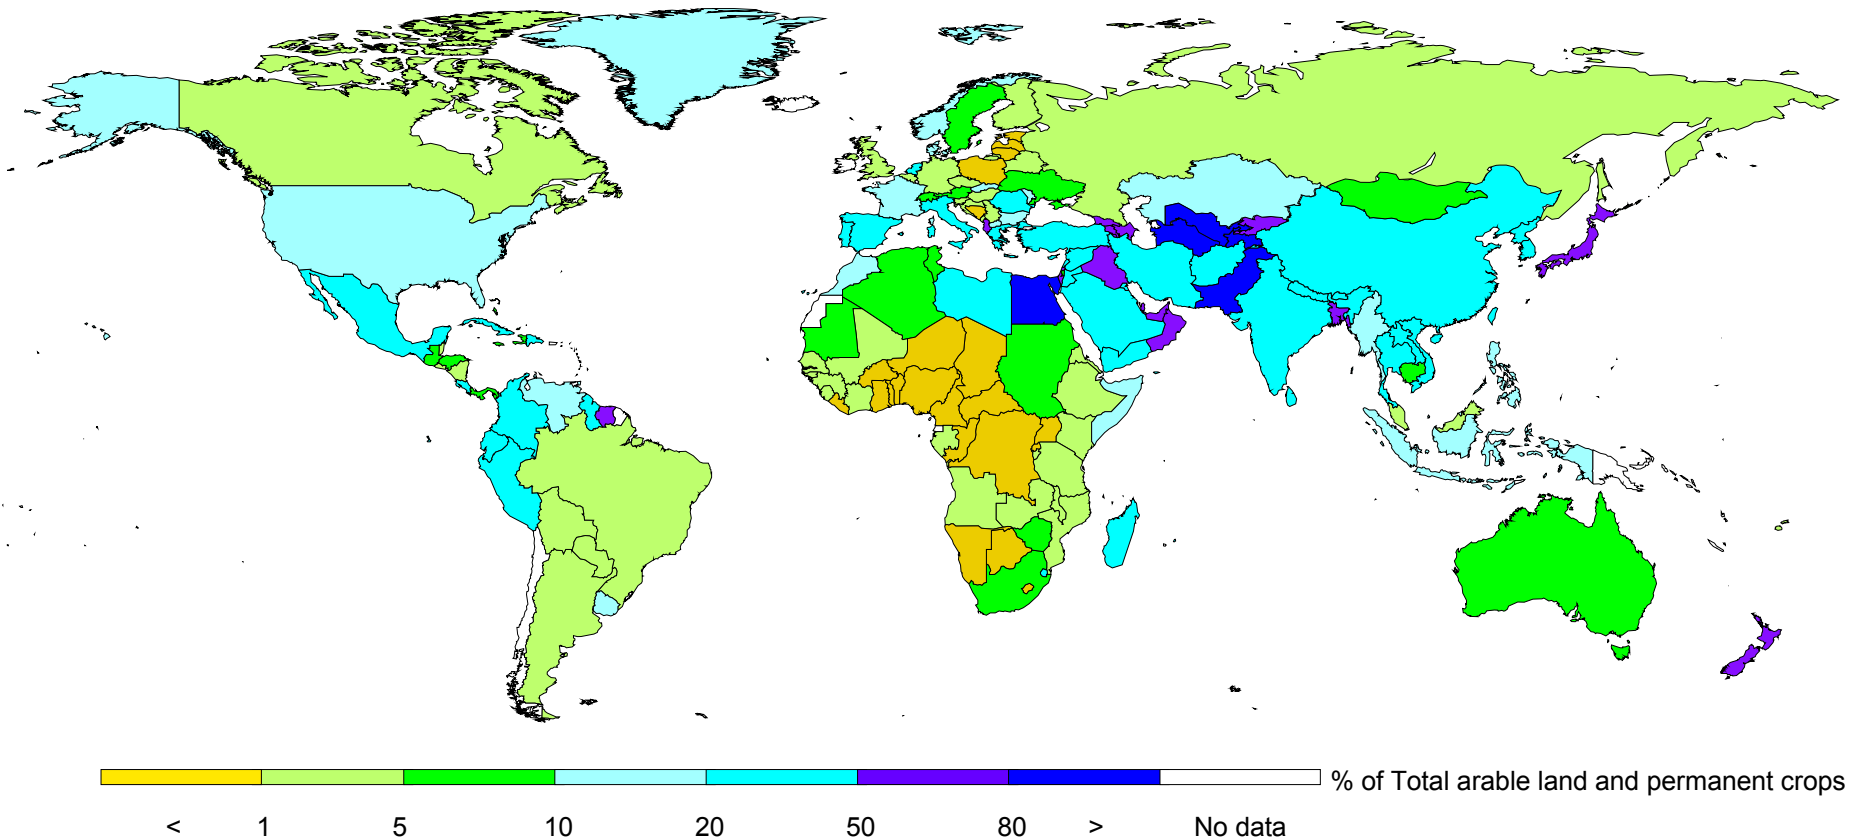 % of Total arable land and permanent crops
< 1 5 10 20 50 80 > No data